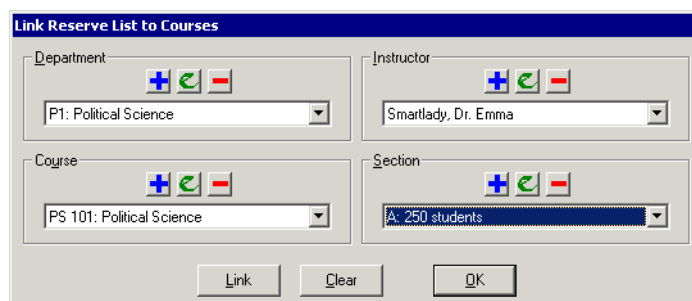 Link Reserve List to Courses
Department
Instructor
P1: Political Science
Smartlady, Dr. Emma
Course
Section
PS 101: Political Science
A: 250 students
Link
Clear
OK